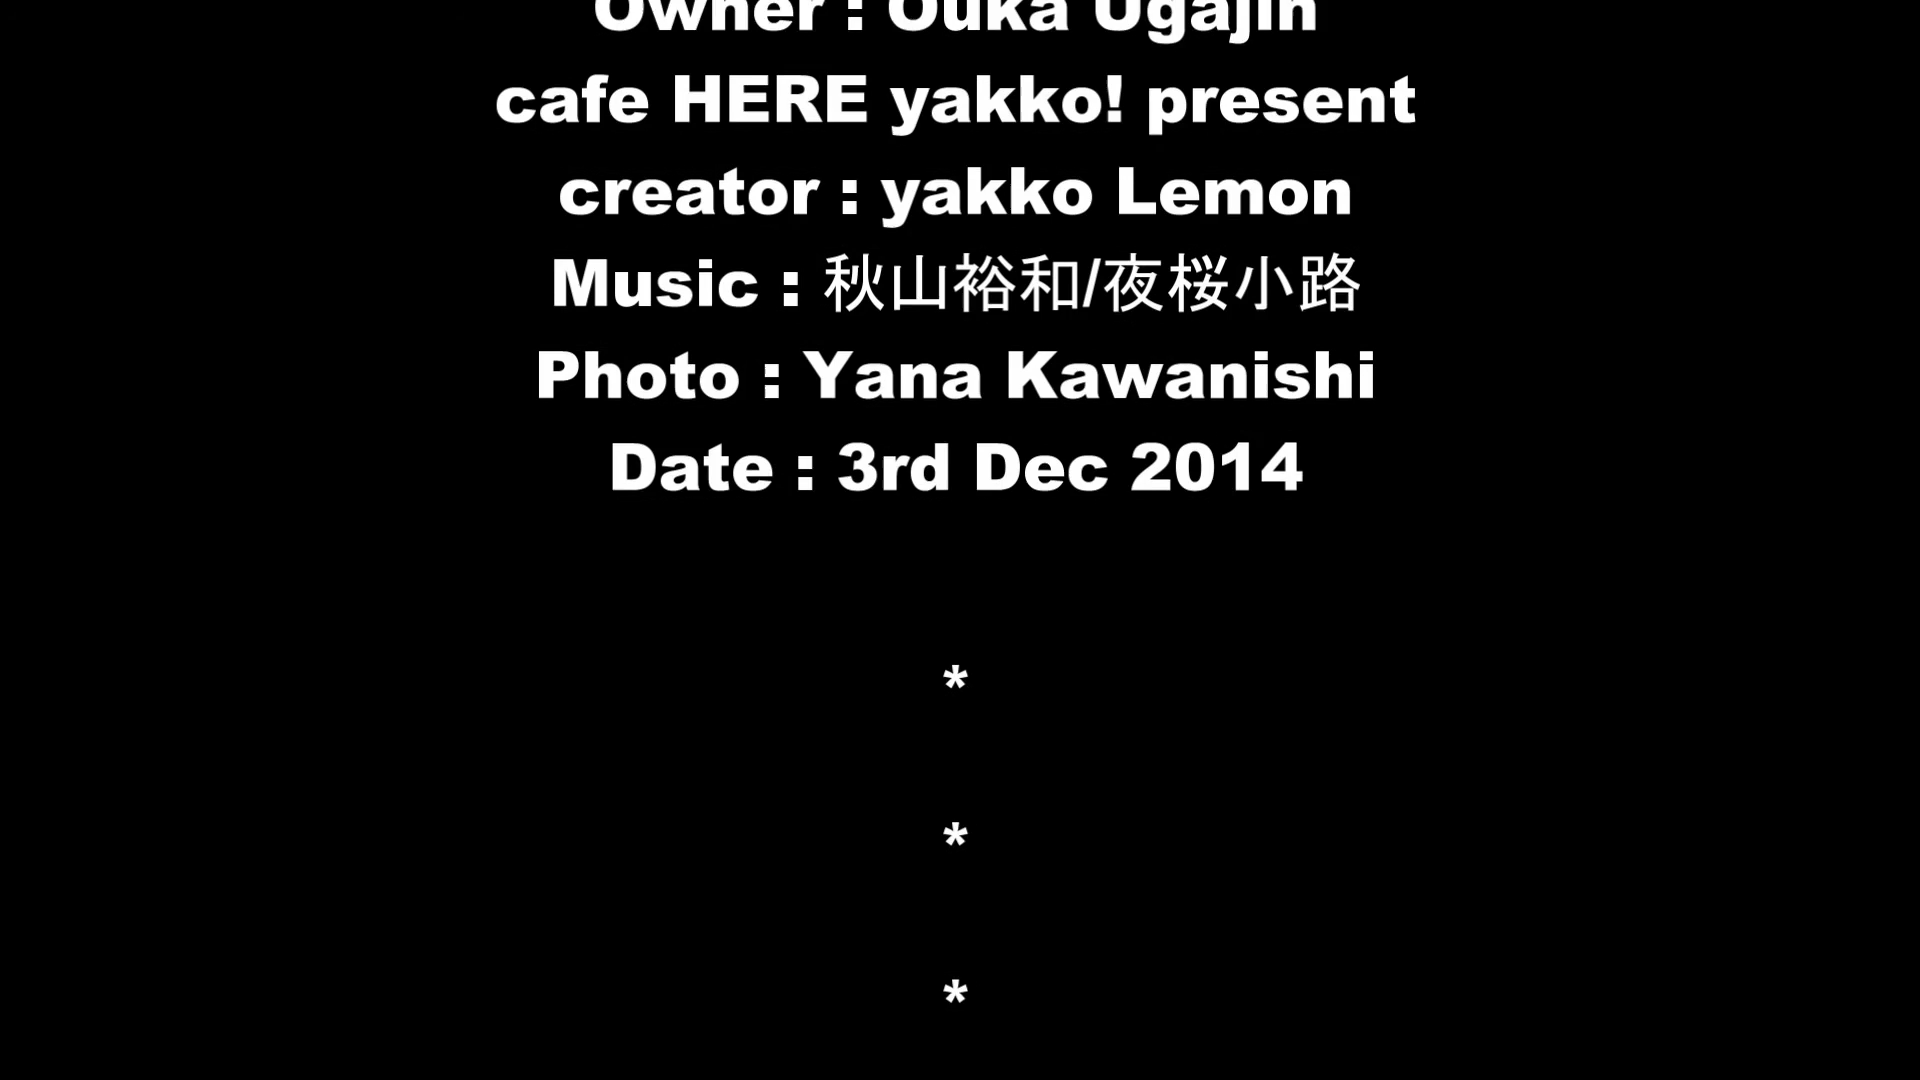 Owner : Ouka Ugajin
cafe HERE yakko! present
creator : yakko Lemon
Music : 秋山裕和/夜桜小路
Photo : Yana Kawanishi
Date : 3rd Dec 2014
*
*
*